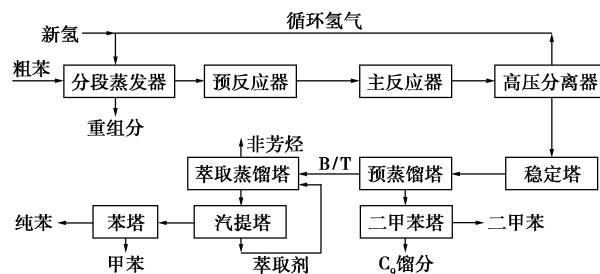 循环氢气
新氢
粗苯
分段蒸发器
预反应器
主反应器
高压分离器
重组分
非芳烃
萃取蒸馏塔
B/T
预蒸馏塔
稳定塔
纯苯
苯塔
汽提塔
二甲苯塔
二甲苯
甲苯
萃取剂
C₉馏分